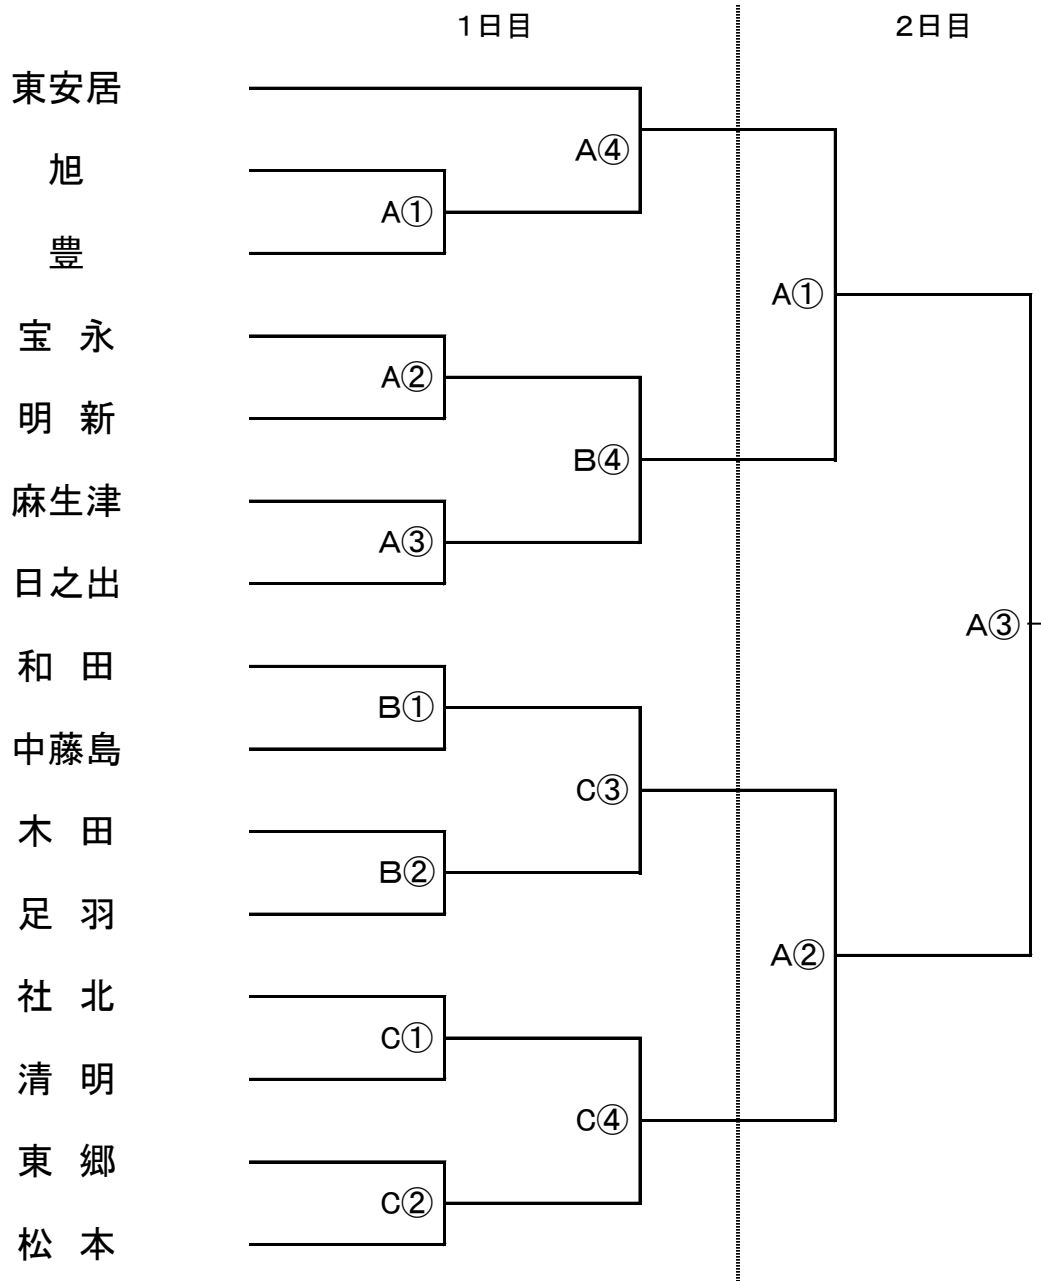 1日目 2日目
東安居
A④
旭
A①
豊
A①
宝 永
A②
明 新
B④
麻生津
A③
日之出
A③
和 田
B①
中藤島
C③
木 田
B②
足 羽
A②
社 北
C①
清 明
C④
東 郷
C②
松 本